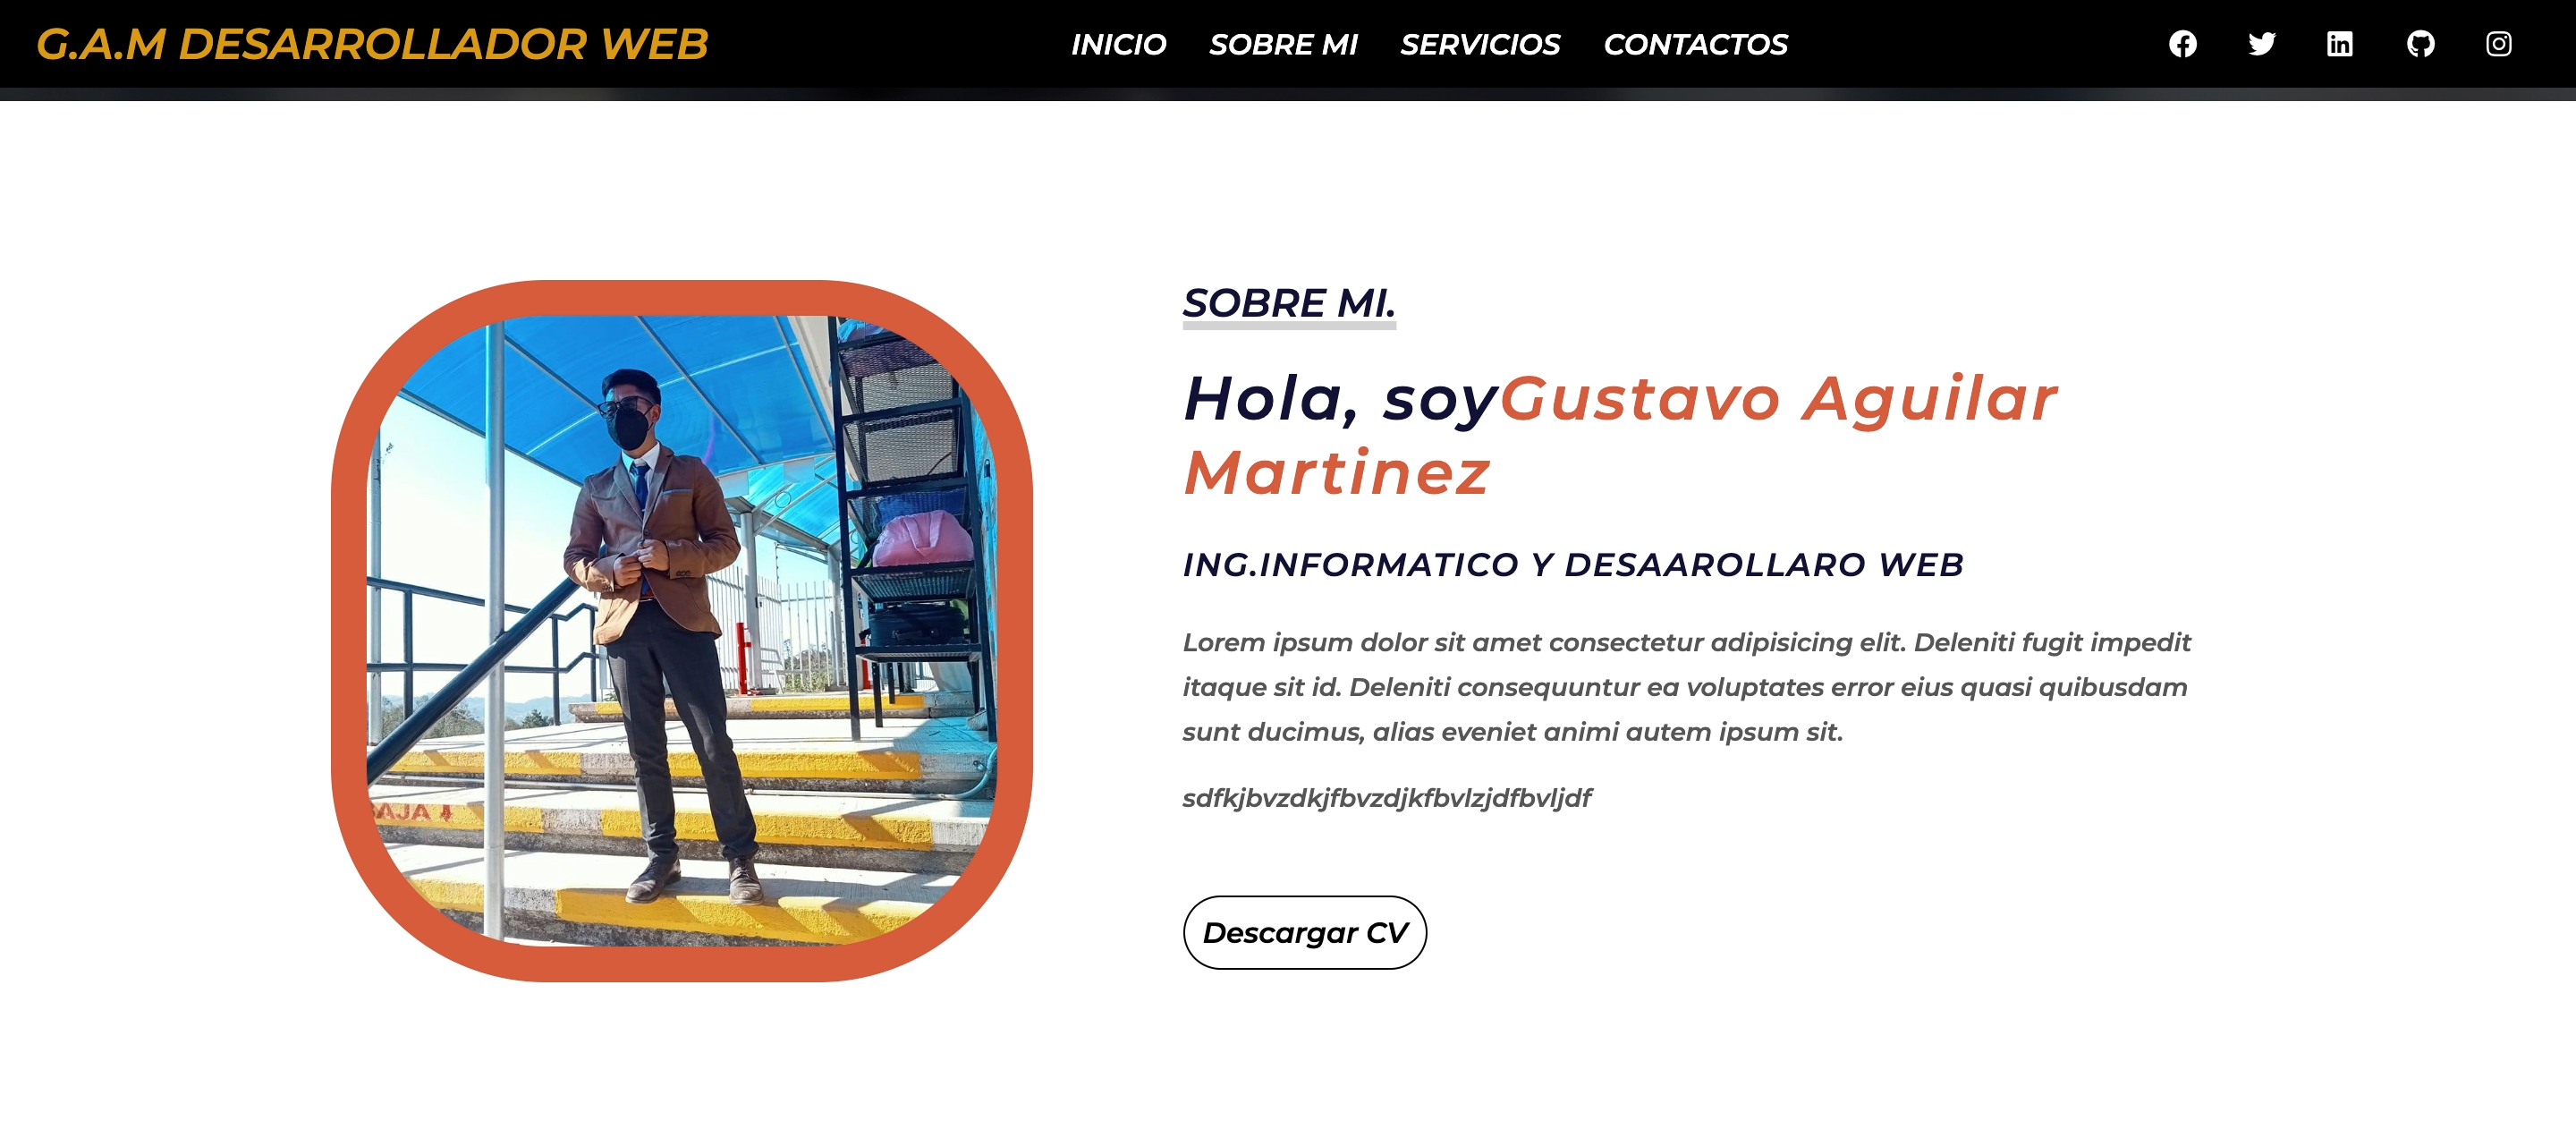 G.A.M DESARROLLADOR WEB
INICIO SOBRE MI SERVICIOS CONTACTOS
SOBRE MI.
Hola, soyGustavo Aguilar
Martinez
ING.INFORMATICO Y DESAAROLLARO WEB
Lorem ipsum dolor sit amet consectetur adipisicing elit. Deleniti fugit impedit
itaque sit id. Deleniti consequuntur ea voluptates error eius quasi quibusdam
sunt ducimus, alias eveniet animi autem ipsum sit.
sdfkjbvzdkjfbvzdjkfbvlzjdfbvljdf
AJA
Descargar CV